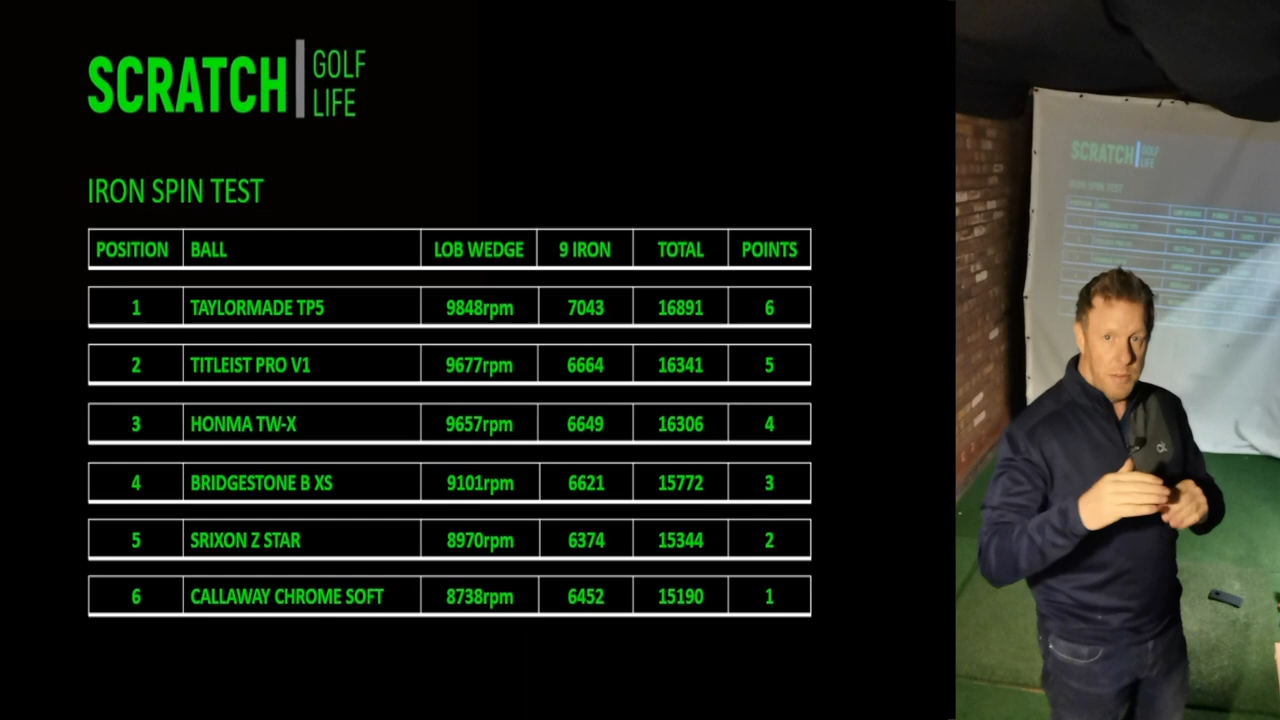 SCRATCH GOLF LIFE
IRON SPIN TEST
POSITION BALL LOB WEDGE 9 IRON TOTAL POINTS
1 TAYLORMADE TP5 9848rpm 7043 16891 6
2 TITLEIST PRO V1 9677rpm 6664 16341 5
3 HONMA TW-X 9657rpm 6649 16306 4
4 BRIDGESTONE B XS 9101rpm 6621 15772 3
5 SRIXON Z STAR 8970rpm 6374 15344 2
6 CALLAWAY CHROME SOFT 8738rpm 6452 15190 1
SCRATCH GOLF LIFE
IRON SPIN TEST